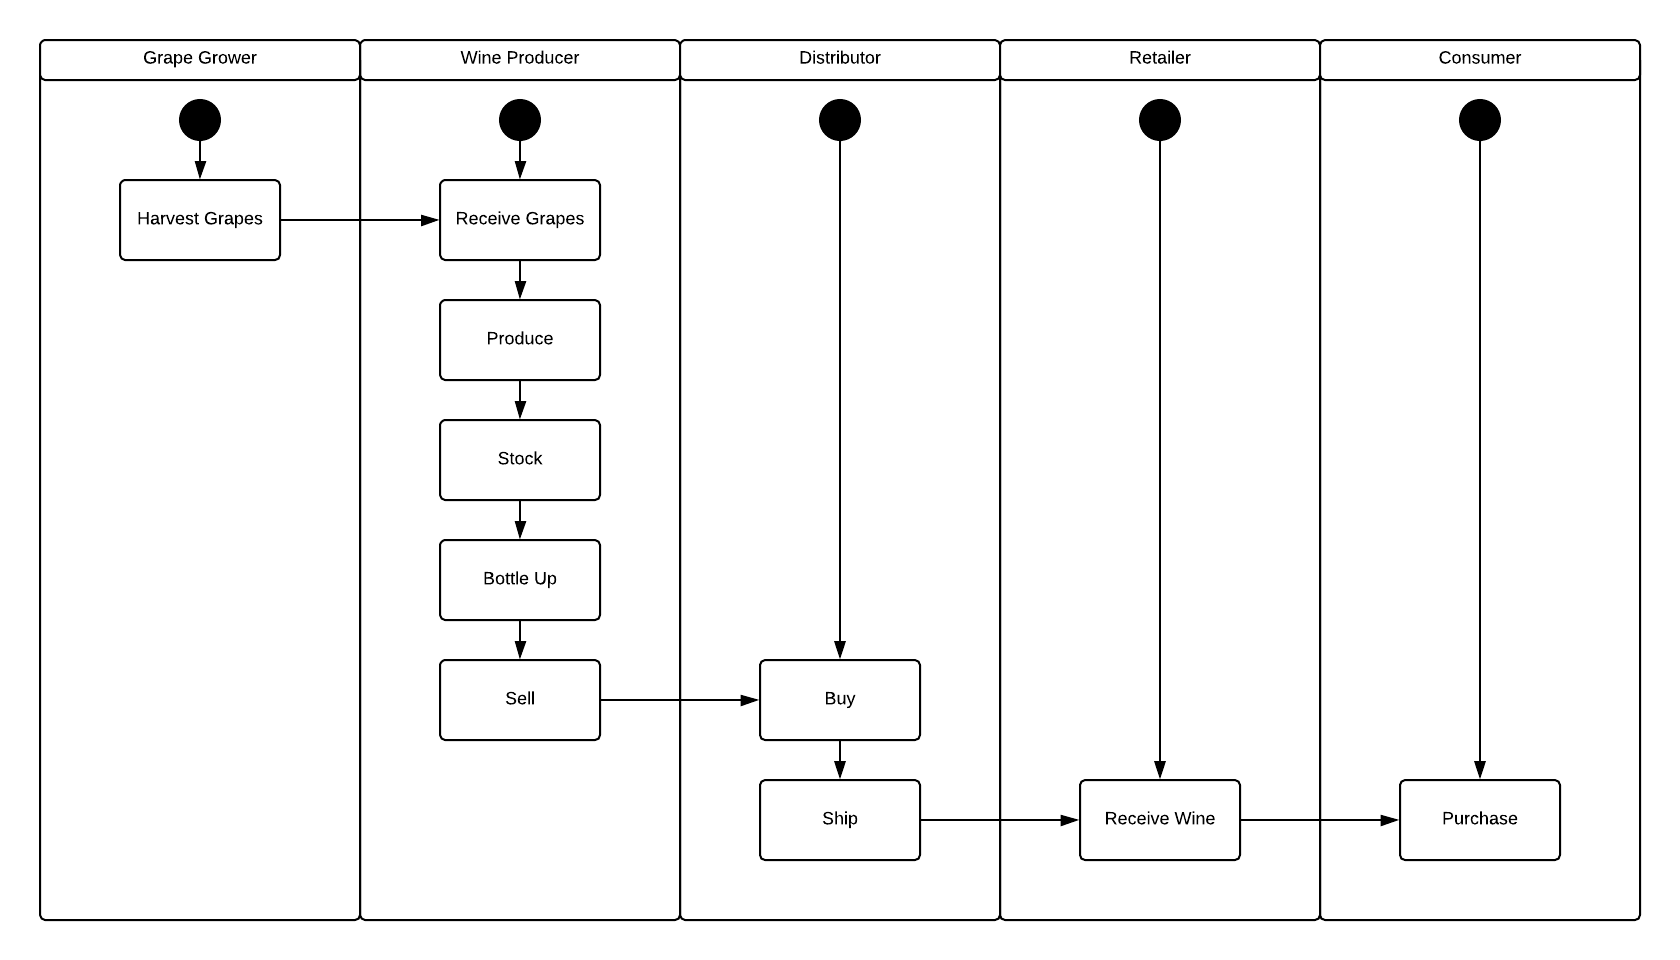 Grape Grower
Wine Producer
Distributor
Retailer
Consumer
Harvest Grapes
Receive Grapes
Produce
Stock
Bottle Up
Sell
Buy
Ship
Receive Wine
Purchase